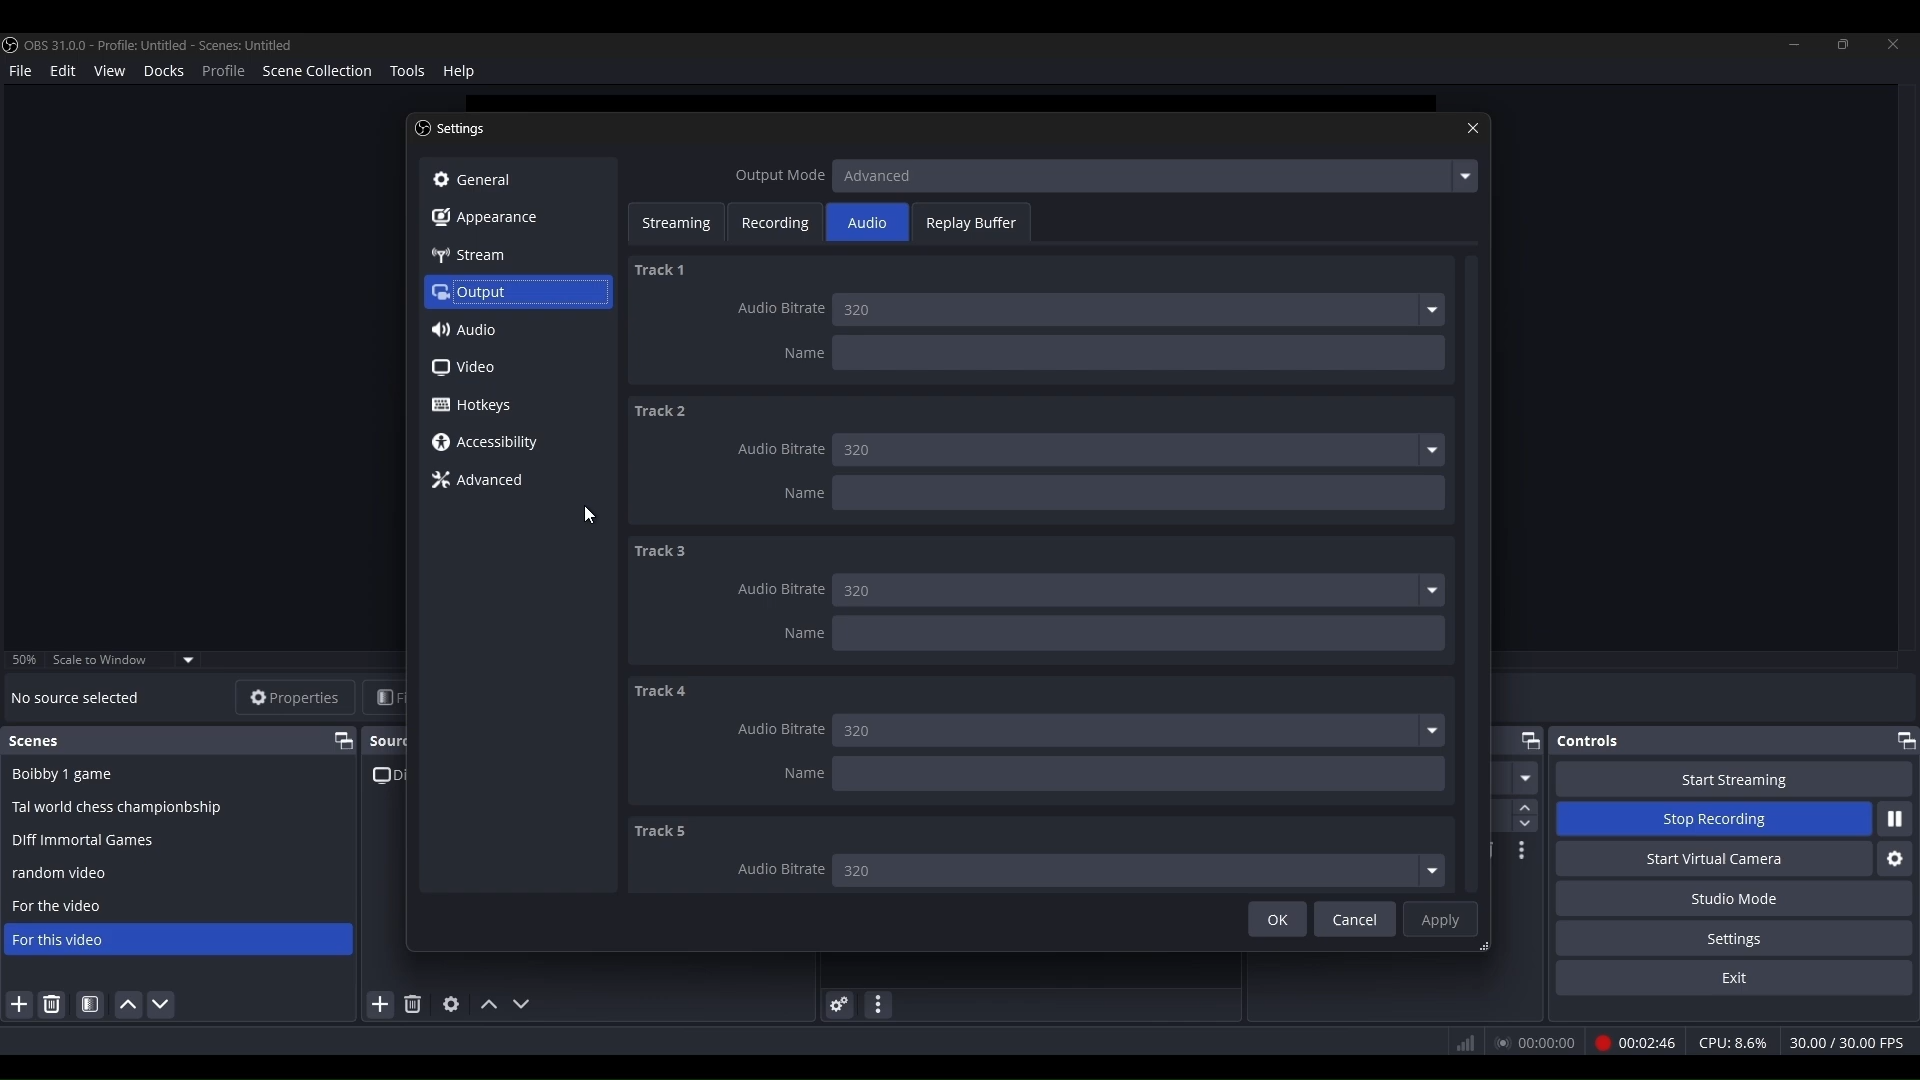 OBS 31.0.0 - Profile: Untitled - Scenes: Untitled
File Edit View Docks Profile Scene Collection Tools Help
Settings
General
Appearance
Stream
Output
Audio
Video
Hotkeys
Accessibility
Advanced
Output Mode Advanced
Streaming Recording Audio Replay Buffer
Track 1
Audio Bitrate 320
Name
Track 2
Audio Bitrate 320
Name
Track 3
Audio Bitrate 320
Name
Track 4
Audio Bitrate 320
Name
Track 5
Audio Bitrate 320
OK Cancel Apply
50% Scale to Window
No source selected
Properties
Scenes
Boibby 1 game
Tal world chess championbship
DIff Immortal Games
random video
For the video
For this video
Controls
Start Streaming
Stop Recording
Start Virtual Camera
Studio Mode
Settings
Exit
00:00:00 00:02:46 CPU: 8.6% 30.00 / 30.00 FPS